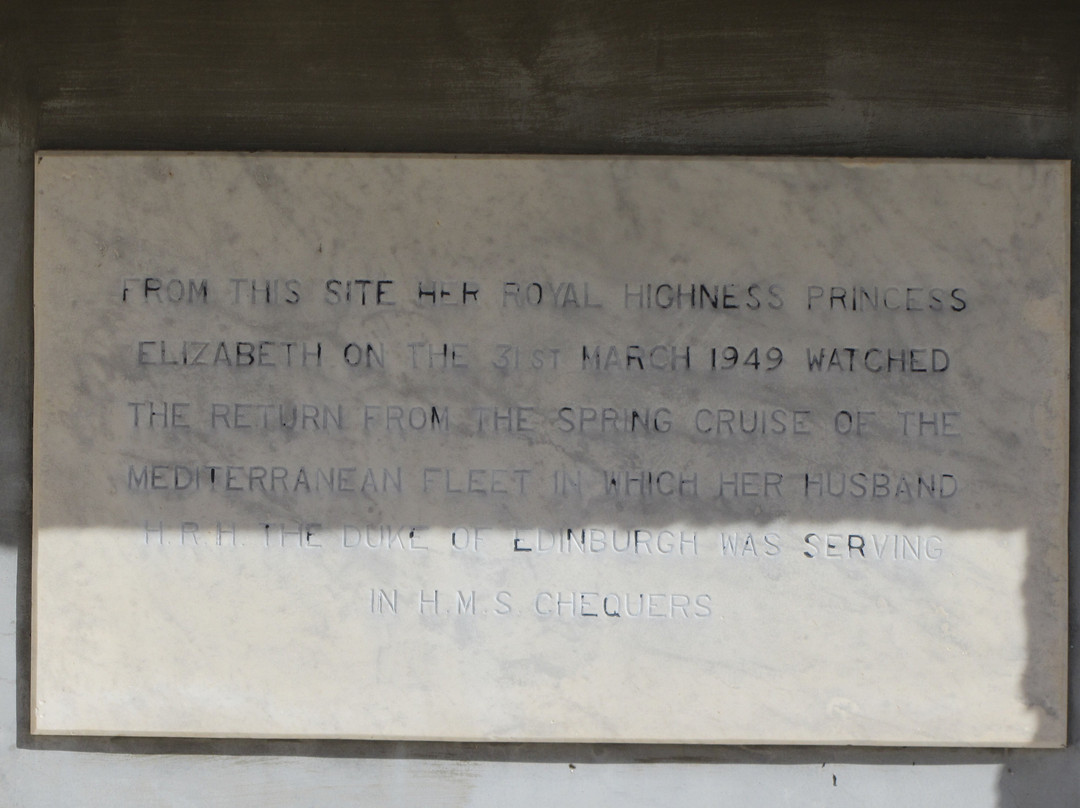 FROM THIS SITE HER ROYAL HIGHNESS PRINCESS
ELIZABETH ON THE 31ST MARCH 1949 WATCHED
THE RETURN FROM THE SPRING CRUISE OF THE
MEDITERRANEAN FLEET IN WHICH HER HUSBAND
H.R.H. THE DUKE OF EDINBURGH WAS SERVING
IN H.M.S. CHEQUERS.